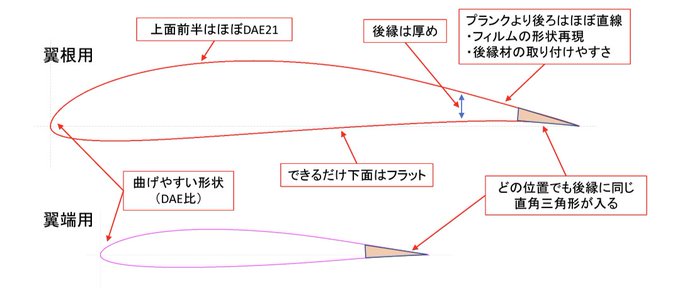 上面前半はほぼDAE21
後縁は厚め
プランクより後ろはほぼ直線
・フィルムの形状再現
・後縁材の取り付けやすさ
翼根用
曲げやすい形状
(DAE比)
できるだけ下面はフラット
どの位置でも後縁に同じ
直角三角形が入る
翼端用